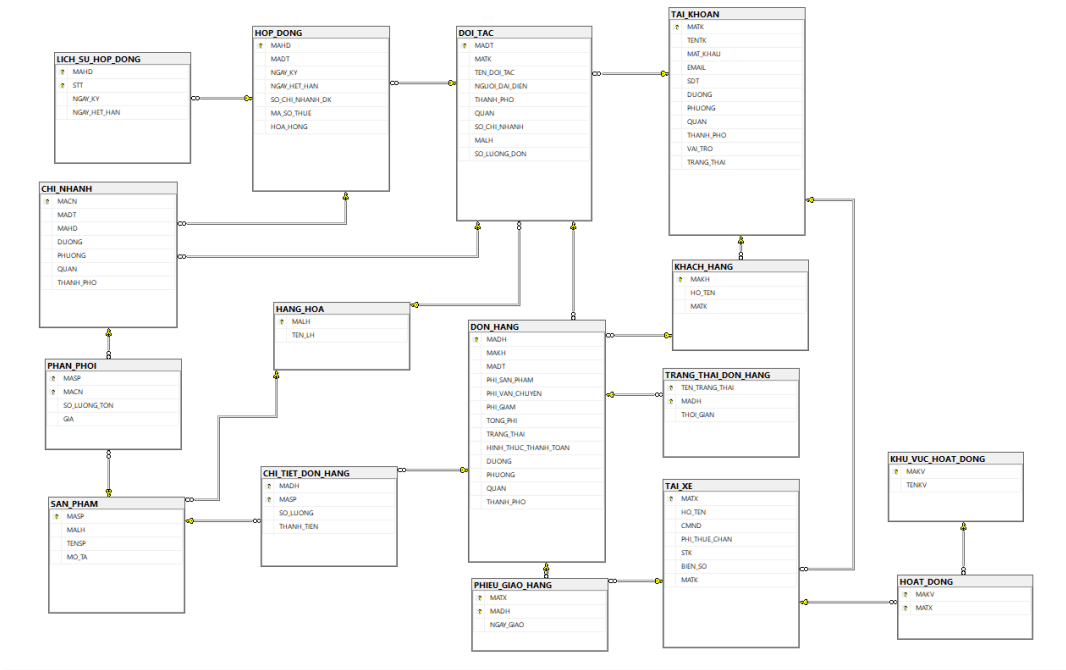 TAI_KHOAN
MATK
TENTK
MAT_KHAU
EMAIL
SDT
DUONG
PHUONG
QUAN
THANH_PHO
VAI_TRO
TRANG_THAI
HOP_DONG
MAHD
MADT
NGAY_KY
NGAY_HET_HAN
SO_CHI_NHANH_DK
MA_SO_THUE
HOA_HONG
DOI_TAC
MADT
MATK
TEN_DOI_TAC
NGUOI_DAI_DIEN
THANH_PHO
QUAN
SO_CHI_NHANH
MALH
SO_LUONG_DON
LICH_SU_HOP_DONG
MAHD
STT
NGAY_KY
NGAY_HET_HAN
CHI_NHANH
MACN
MADT
MAHD
DUONG
PHUONG
QUAN
THANH_PHO
KHACH_HANG
MAKH
HO_TEN
MATK
HANG_HOA
MALH
TEN_LH
DON_HANG
MADH
MAKH
MADT
PHI_SAN_PHAM
PHI_VAN_CHUYEN
PHI_GIAM
TONG_PHI
TRANG_THAI
HINH_THUC_THANH_TOAN
DUONG
PHUONG
QUAN
THANH_PHO
PHAN_PHOI
MASP
MACN
SO_LUONG_TON
GIA
TRANG_THAI_DON_HANG
TEN_TRANG_THAI
MADH
THOI_GIAN
KHU_VUC_HOAT_DONG
MAKV
TENKV
CHI_TIET_DON_HANG
MADH
MASP
SO_LUONG
THANH_TIEN
TAI_XE
MATX
HO_TEN
CMND
PHI_THUE_CHAN
STK
BIEN_SO
MATK
SAN_PHAM
MASP
MALH
TENSP
MO_TA
PHIEU_GIAO_HANG
MATX
MADH
NGAY_GIAO
HOAT_DONG
MAKV
MATX